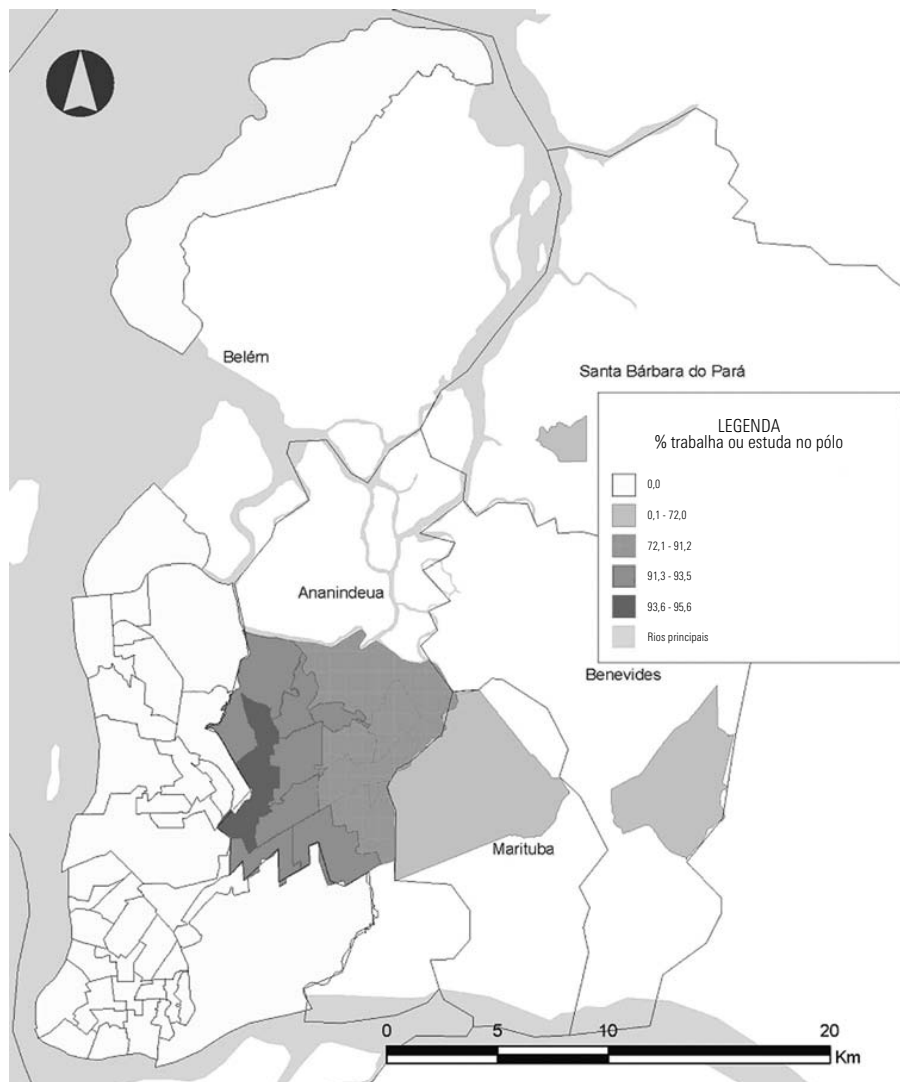 Belém
Santa Bárbara do Pará
LEGENDA
% trabalha ou estuda no pólo
0,0
0,1 - 72,0
72,1 - 91,2
91,3 - 93,5
93,6 - 95,6
Rios principais
Ananindeua
Benevides
Marituba
0 5 10 20
Km